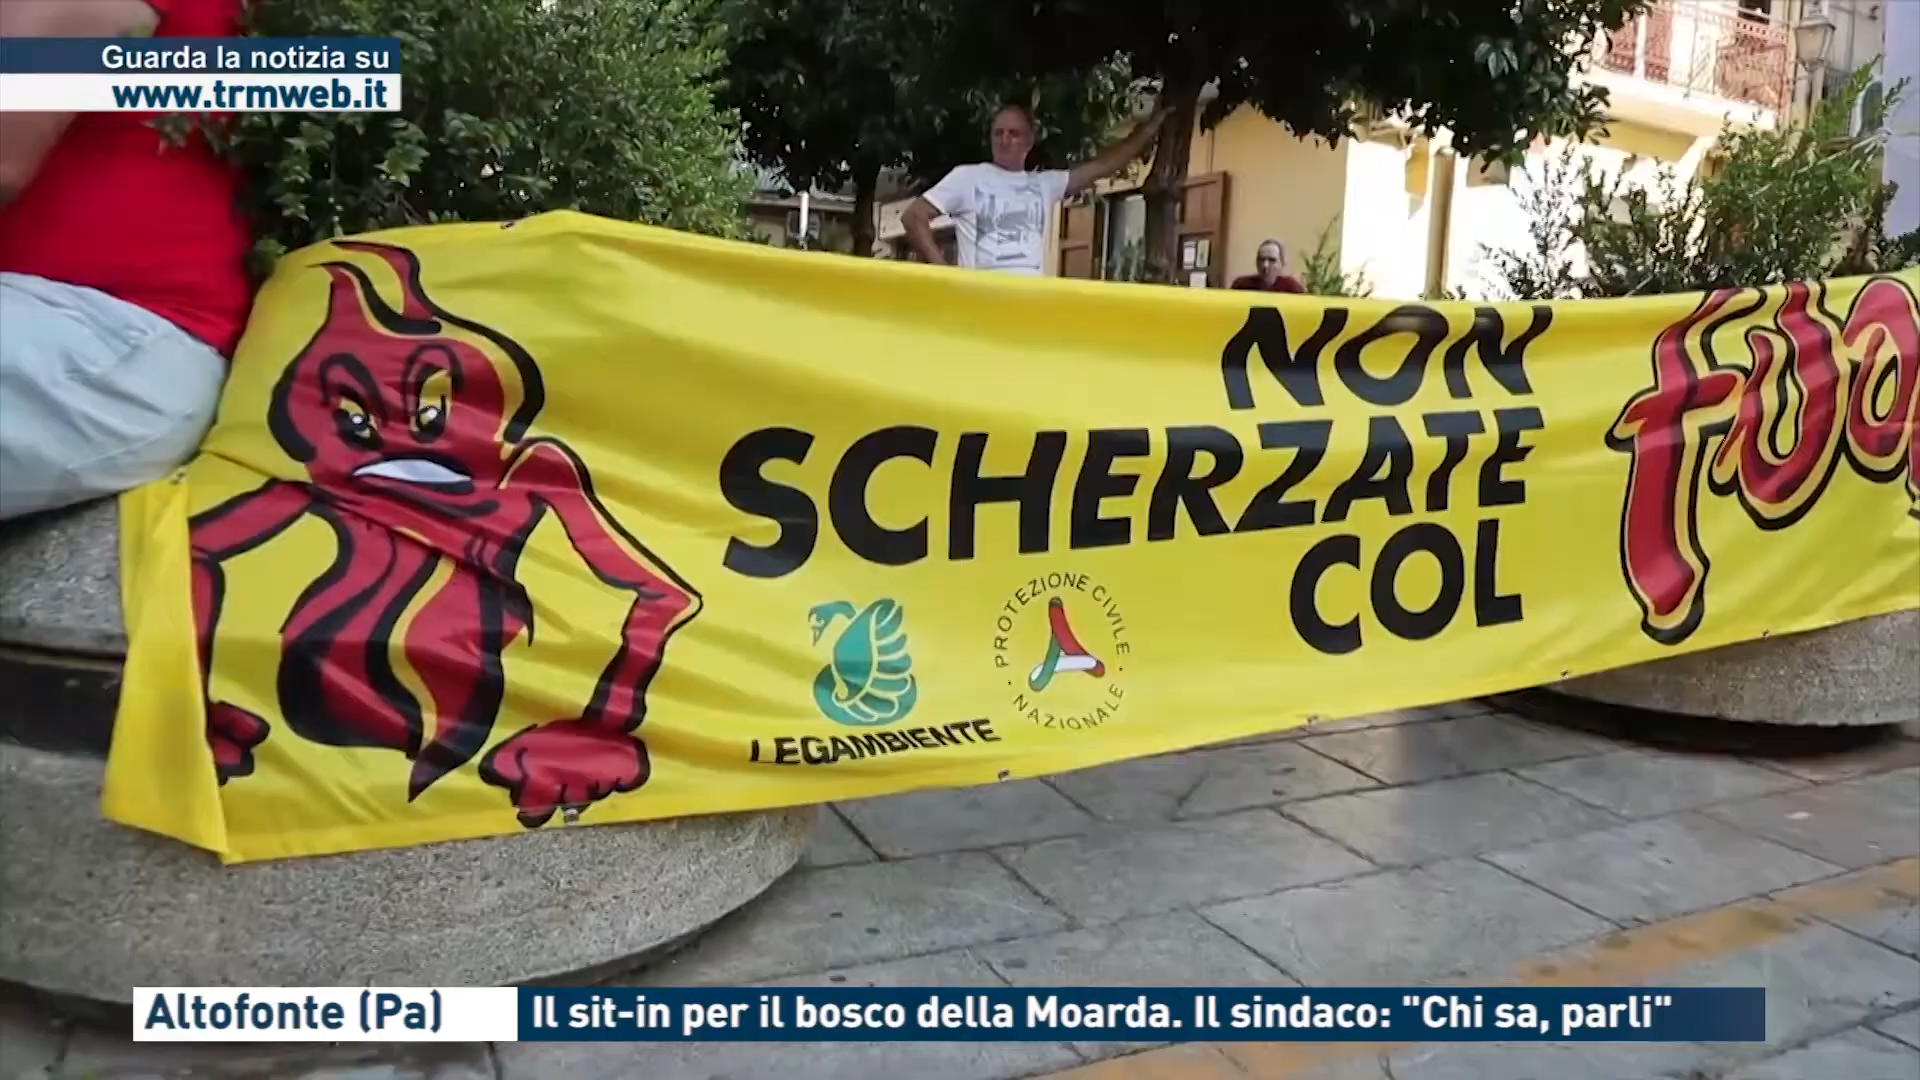 Guarda la notizia su
www.trmweb.it
NON
SCHERZATE
COL
LEGAMBIENTE
PROTEZIONE CIVILE
NAZIONALE
Altofonte (Pa)
Il sit-in per il bosco della Moarda. Il sindaco: "Chi sa, parli"